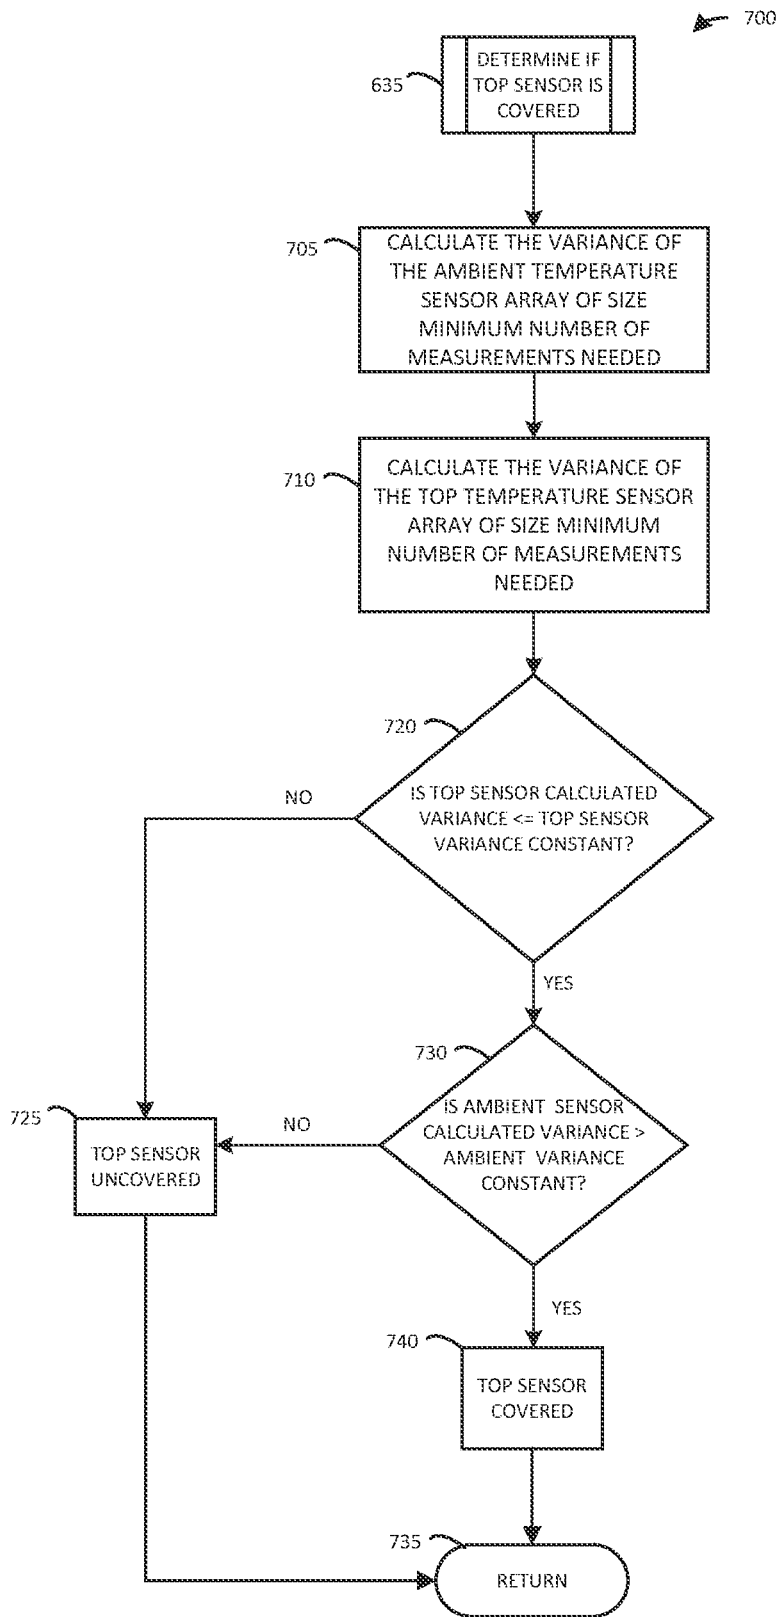 700
635
DETERMINE IF
TOP SENSOR IS
COVERED
705
CALCULATE THE VARIANCE OF
THE AMBIENT TEMPERATURE
SENSOR ARRAY OF SIZE
MINIMUM NUMBER OF
MEASUREMENTS NEEDED
710
CALCULATE THE VARIANCE OF
THE TOP TEMPERATURE SENSOR
ARRAY OF SIZE MINIMUM
NUMBER OF MEASUREMENTS
NEEDED
720
IS TOP SENSOR CALCULATED
VARIANCE <= TOP SENSOR
VARIANCE CONSTANT?
NO
YES
730
IS AMBIENT SENSOR
CALCULATED VARIANCE >
AMBIENT VARIANCE
CONSTANT?
NO
725
TOP SENSOR
UNCOVERED
YES
740
TOP SENSOR
COVERED
735
RETURN